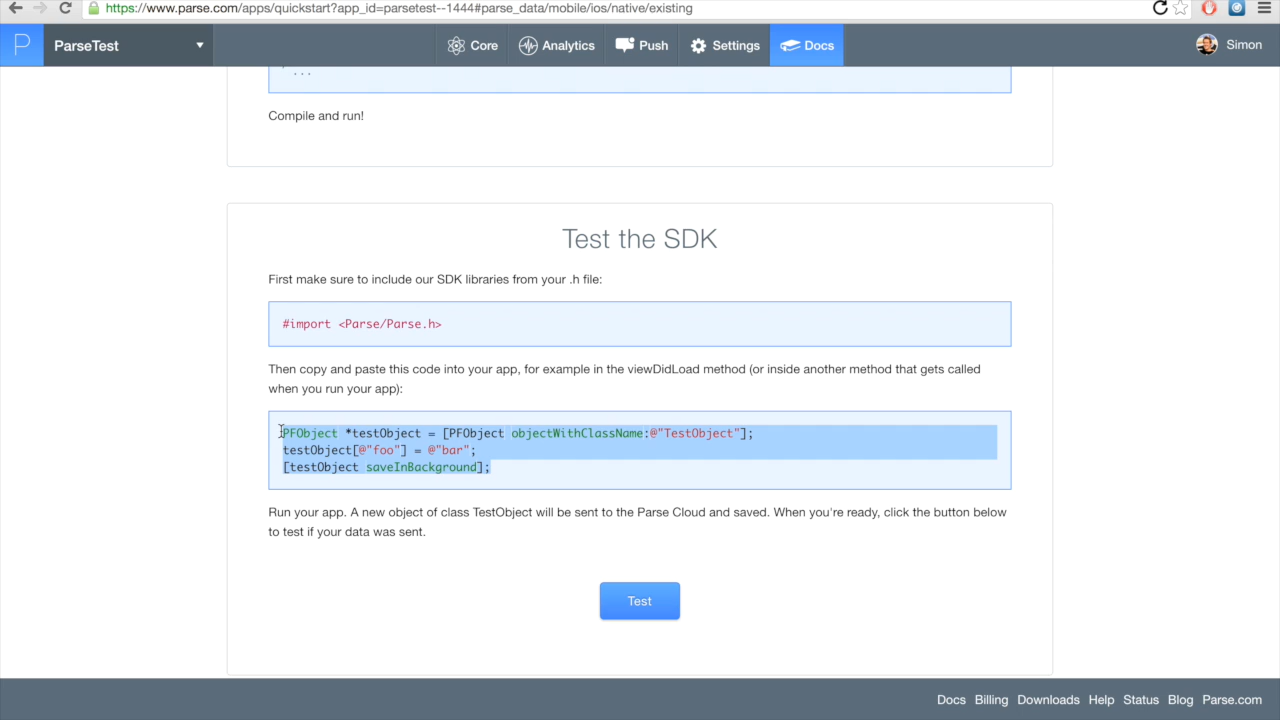 https://www.parse.com/apps/quickstart?app_id=parsetest--1444#parse_data/mobile/ios/native/existing
P ParseTest Core Analytics Push Settings Docs Simon
...
Compile and run!
Test the SDK
First make sure to include our SDK libraries from your .h file:
#import <Parse/Parse.h>
Then copy and paste this code into your app, for example in the viewDidLoad method (or inside another method that gets called
when you run your app):
PFObject *testObject = [PFObject objectWithClassName:@"TestObject"];
testObject[@"foo"] = @"bar";
[testObject saveInBackground];
Run your app. A new object of class TestObject will be sent to the Parse Cloud and saved. When you're ready, click the button below
to test if your data was sent.
Test
Docs Billing Downloads Help Status Blog Parse.com